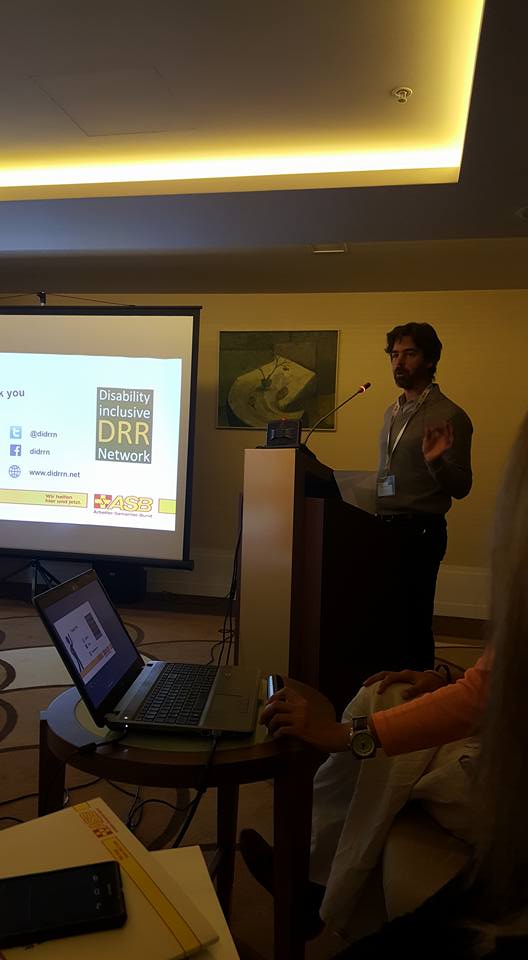 k you
Disability
inclusive
DRR
Network
@didrrn
didrrn
www.didrrn.net
Wir helfen
hier und jetzt.
ASB
Arbeiter-Samariter-Bund